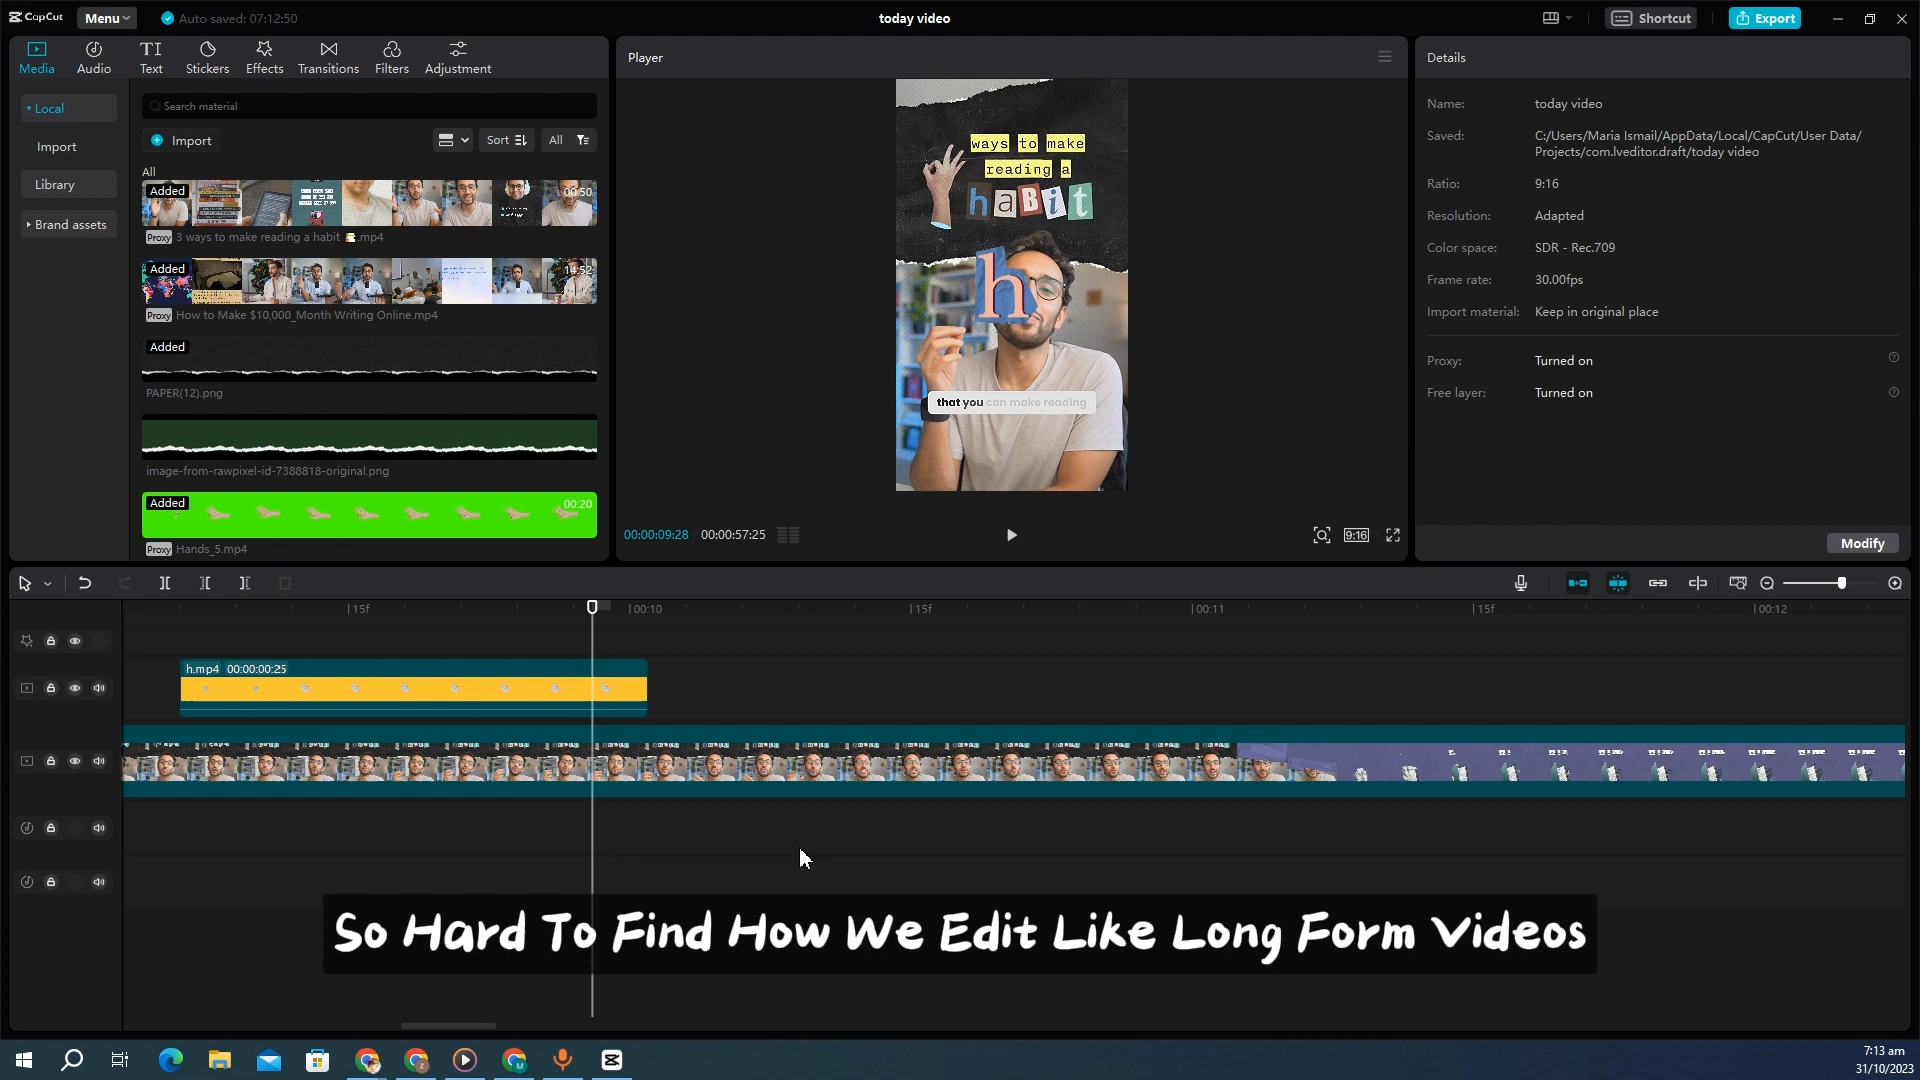 CapCut
Menu
Auto saved: 07:12:50
today video
Shortcut
Export
Media
Audio
Text
Stickers
Effects
Transitions
Filters
Adjustment
Local
Import
Library
Brand assets
Search material
Import
Sort
All
All
Added
00:50
Proxy 3 ways to make reading a habit .mp4
Added
14:52
Proxy How to Make $10,000_Month Writing Online.mp4
Added
PAPER(12).png
image-from-rawpixel-id-7388818-original.png
Added
00:20
Proxy Hands_5.mp4
Player
ways to make
reading a
habit
h
that you can make reading
00:00:09:28
00:00:57:25
9:16
Details
Name: today video
Saved: C:/Users/Maria Ismail/AppData/Local/CapCut/User Data/
Projects/com.lveditor.draft/today video
Ratio: 9:16
Resolution: Adapted
Color space: SDR - Rec.709
Frame rate: 30.00fps
Import material: Keep in original place
Proxy: Turned on
Free layer: Turned on
Modify
15f
00:10
15f
00:11
15f
00:12
h.mp4 00:00:00:25
So Hard To Find How We Edit Like Long Form Videos
7:13 am
31/10/2023